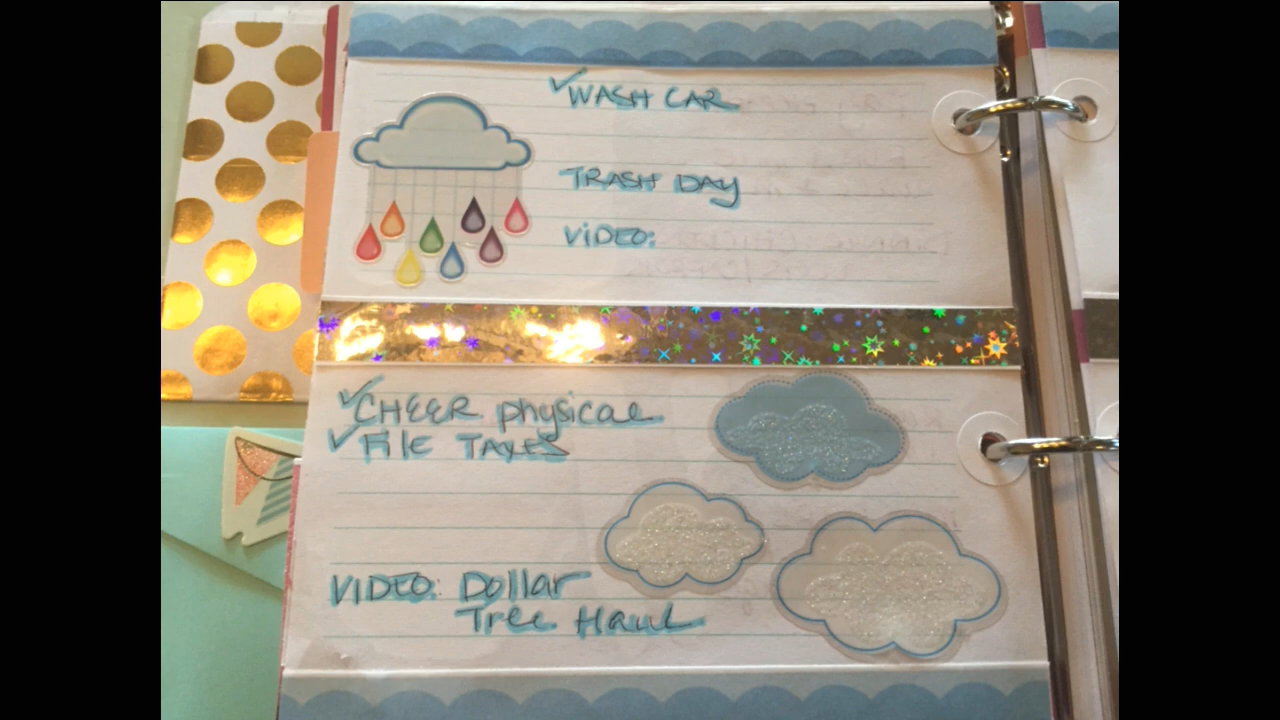 ✓WASH CAR
TRASH DAY
ViDEO:
✓CHEER physical
✓FilE TAXES
ViDEO: Dollar
Tree Haul